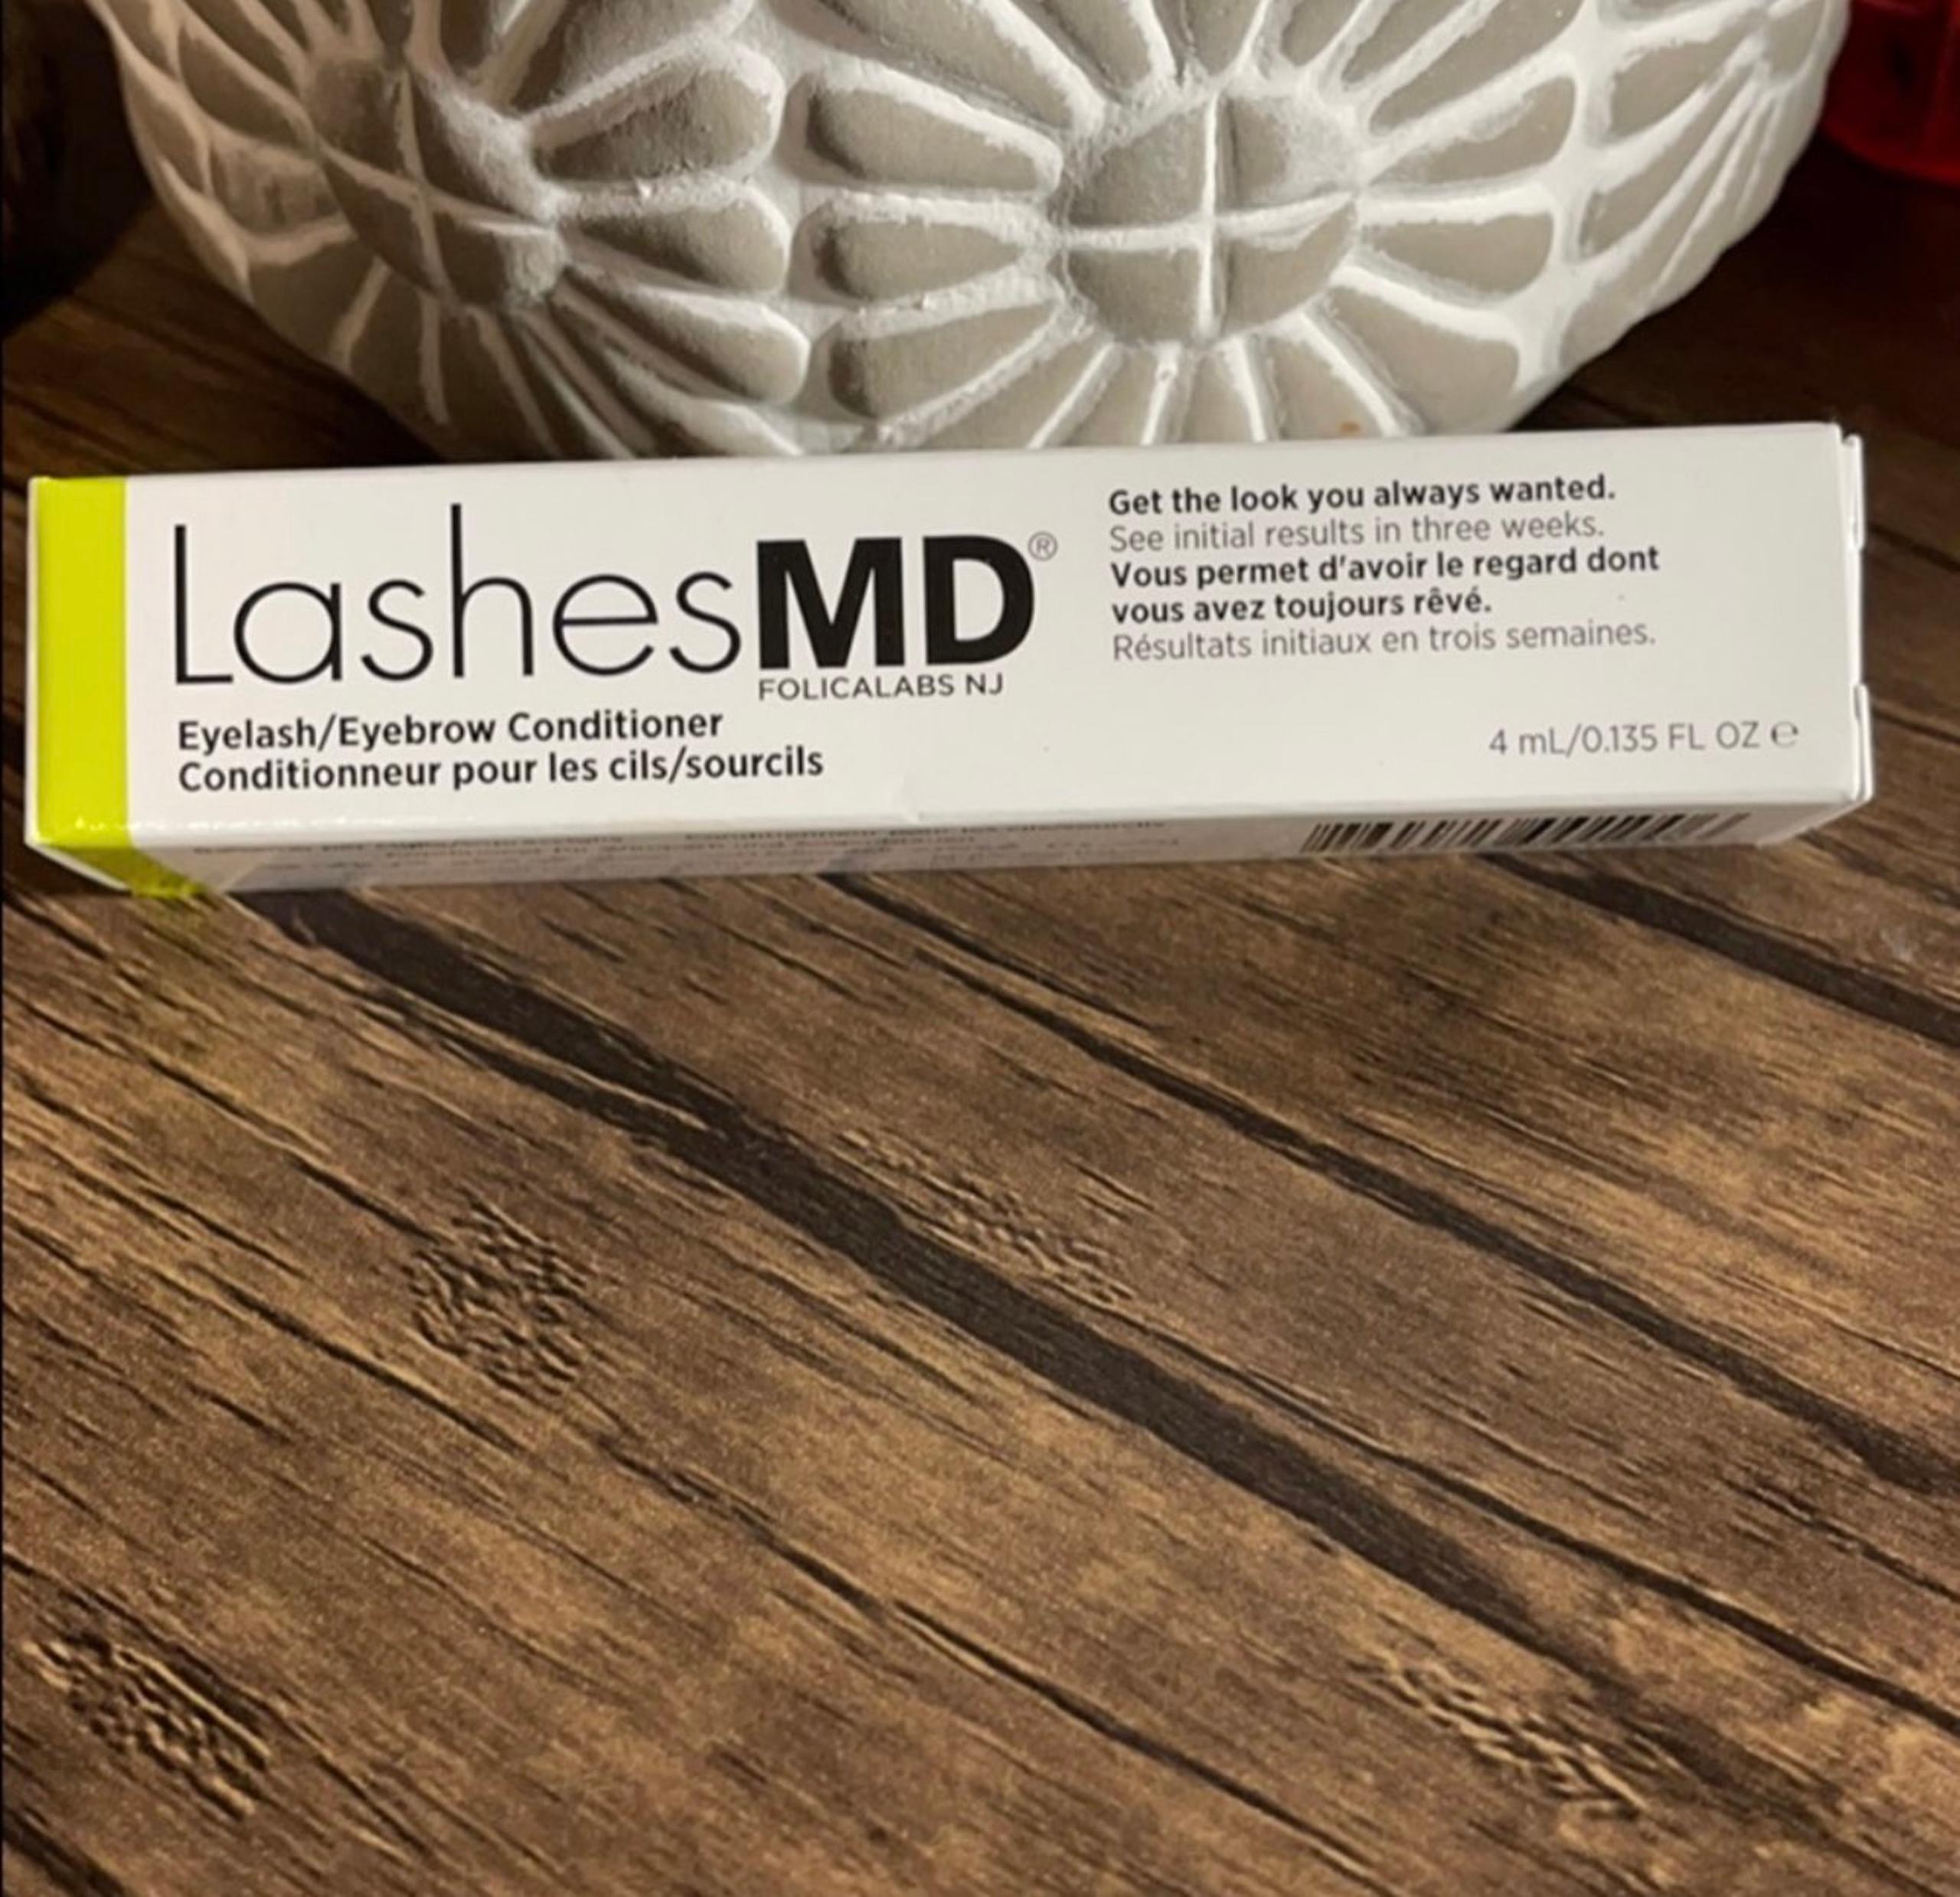 LashesMD®
FOLICALABS NJ
Eyelash/Eyebrow Conditioner
Conditionneur pour les cils/sourcils
Get the look you always wanted.
See initial results in three weeks.
Vous permet d'avoir le regard dont
vous avez toujours rêvé.
Résultats initiaux en trois semaines.
4 mL/0.135 FL OZ ℮